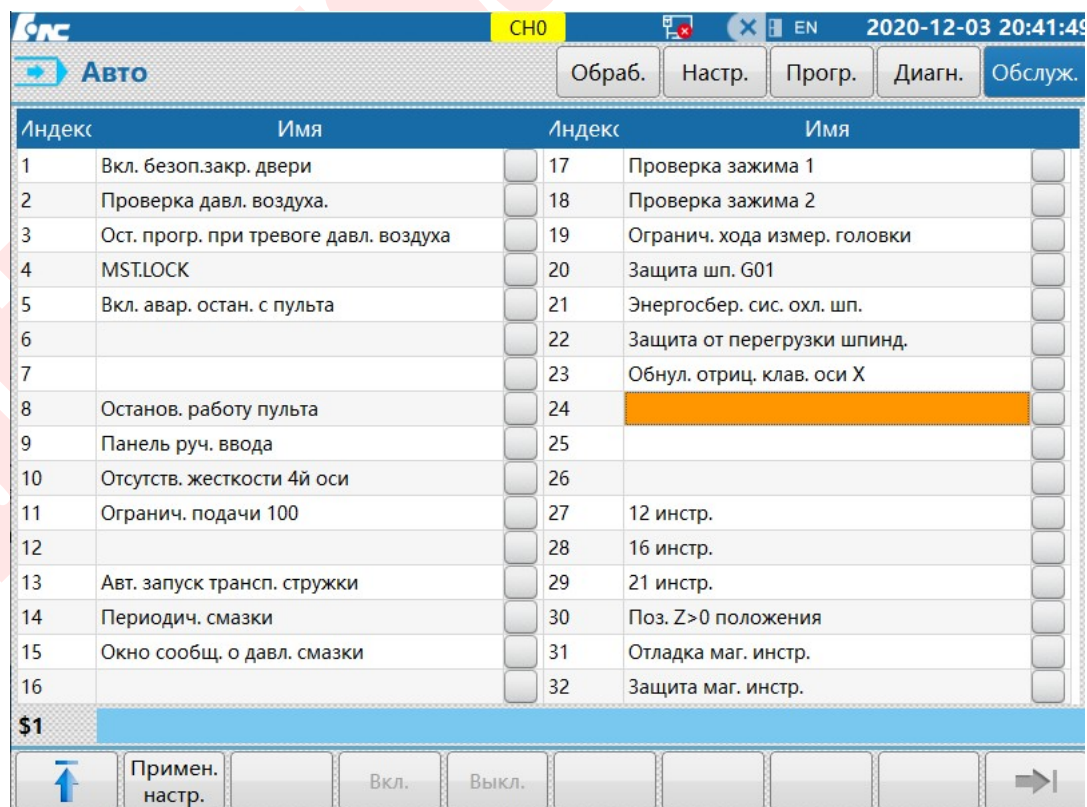 HNC CH0 EN 2020-12-03 20:41:49
Авто Обраб. Настр. Прогр. Диагн. Обслуж.
Индекс Имя Индекс Имя
1 Вкл. безоп.закр. двери 17 Проверка зажима 1
2 Проверка давл. воздуха. 18 Проверка зажима 2
3 Ост. прогр. при тревоге давл. воздуха 19 Огранич. хода измер. головки
4 MST.LOCK 20 Защита шп. G01
5 Вкл. авар. остан. с пульта 21 Энергосбер. сис. охл. шп.
6 22 Защита от перегрузки шпинд.
7 23 Обнул. отриц. клав. оси X
8 Останов. работу пульта 24
9 Панель руч. ввода 25
10 Отсутств. жесткости 4й оси 26
11 Огранич. подачи 100 27 12 инстр.
12 28 16 инстр.
13 Авт. запуск трансп. стружки 29 21 инстр.
14 Периодич. смазки 30 Поз. Z>0 положения
15 Окно сообщ. о давл. смазки 31 Отладка маг. инстр.
16 32 Защита маг. инстр.
$1
Примен. настр. Вкл. Выкл.